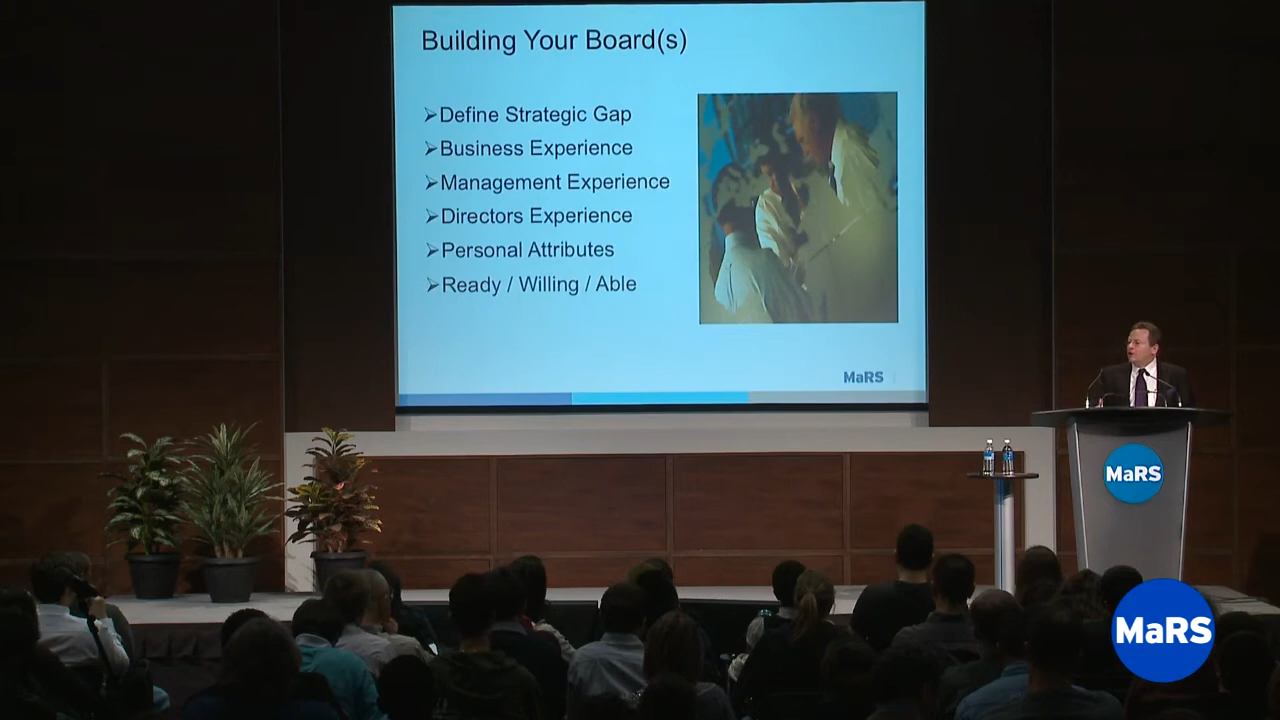 Building Your Board(s)
➢Define Strategic Gap
➢Business Experience
➢Management Experience
➢Directors Experience
➢Personal Attributes
➢Ready / Willing / Able
MaRS
MaRS
MaRS